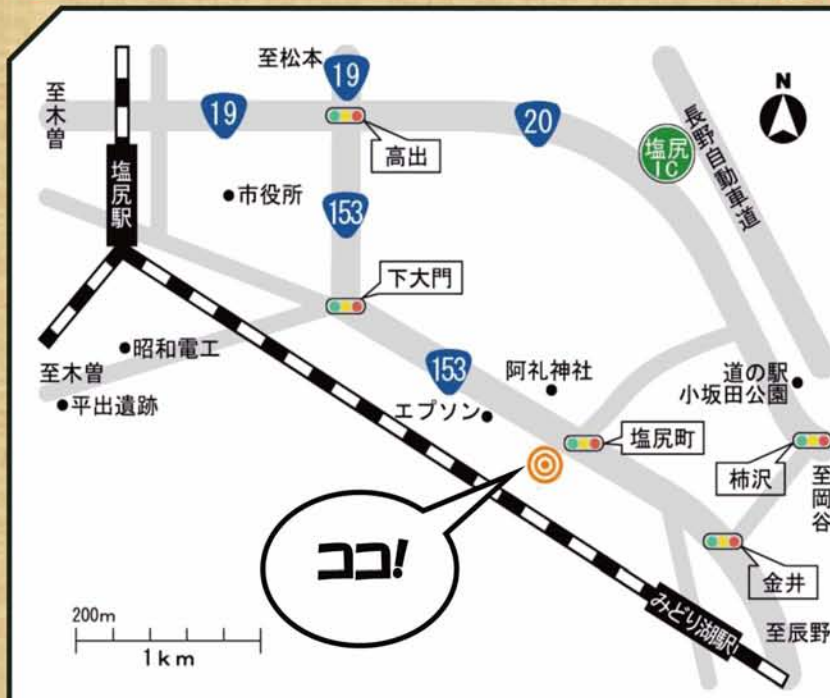 至松本
19
N
至木曽
19
20
長野自動車道
塩尻
IC
高出
塩尻駅
市役所
153
下大門
昭和電工
至木曽
平出遺跡
153
阿礼神社
エプソン
道の駅
小坂田公園
塩尻町
柿沢
至岡谷
ココ!
金井
みどり湖駅
至辰野
200m
1km